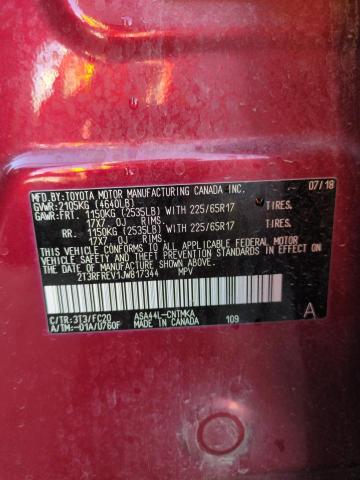 MFD.BY:TOYOTA MOTOR MANUFACTURING CANADA INC. 07/18
GVWR:2105KG (4640LB)
GAWR:FRT. 1150KG (2535LB) WITH 225/65R17 TIRES.
17X7 OJ RIMS.
RR. 1150KG (2535LB) WITH 225/65R17 TIRES.
17X7 OJ RIMS.
THIS VEHICLE CONFORMS TO ALL APPLICABLE FEDERAL MOTOR
VEHICLE SAFETY AND THEFT PREVENTION STANDARDS IN EFFECT
ON THE DATE OF MANUFACTURE SHOWN ABOVE.
2T3RFREV1JW817344 MPV
C/TR:3T3/FC20 ASA44L-CNTMKA A
A/TM:-01A/U760F MADE IN CANADA 109